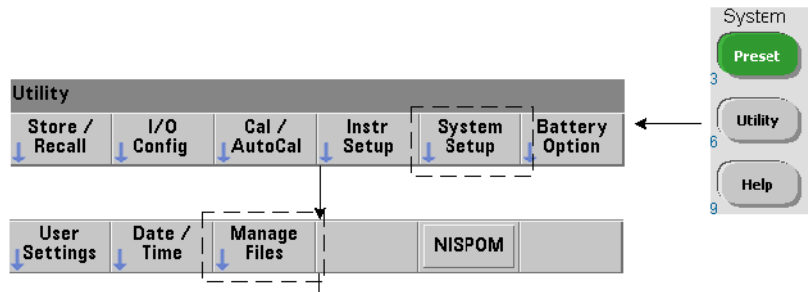 System
Preset
3
Utility
Store / Recall
I/O Config
Cal / AutoCal
Instr Setup
System Setup
Battery Option
Utility
6
Help
9
User Settings
Date / Time
Manage Files
NISPOM